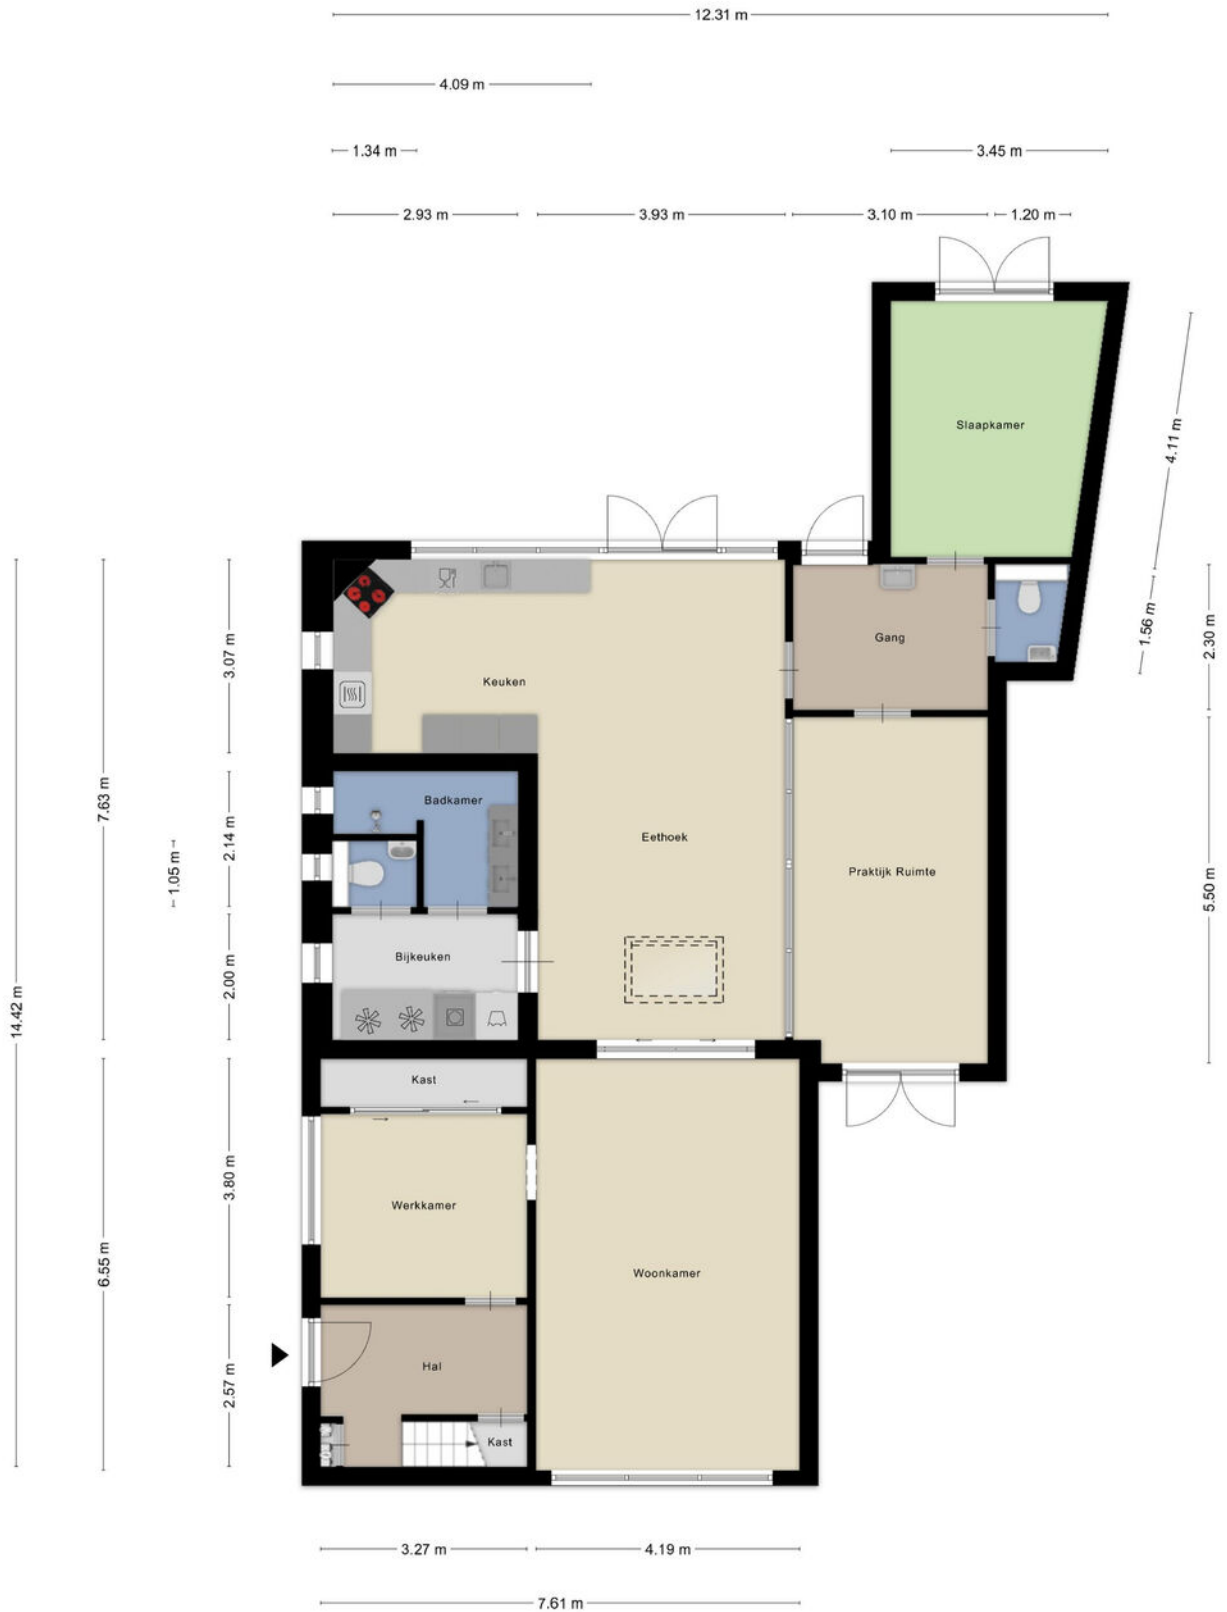 12.31 m
4.09 m
1.34 m
3.45 m
2.93 m
3.93 m
3.10 m
1.20 m
Slaapkamer
4.11 m
Keuken
Gang
3.07 m
1.56 m
2.30 m
7.63 m
Badkamer
2.14 m
1.05 m
Eethoek
Praktijk Ruimte
5.50 m
Bijkeuken
2.00 m
14.42 m
Kast
3.80 m
Werkkamer
6.55 m
Woonkamer
Hal
2.57 m
Kast
3.27 m
4.19 m
7.61 m